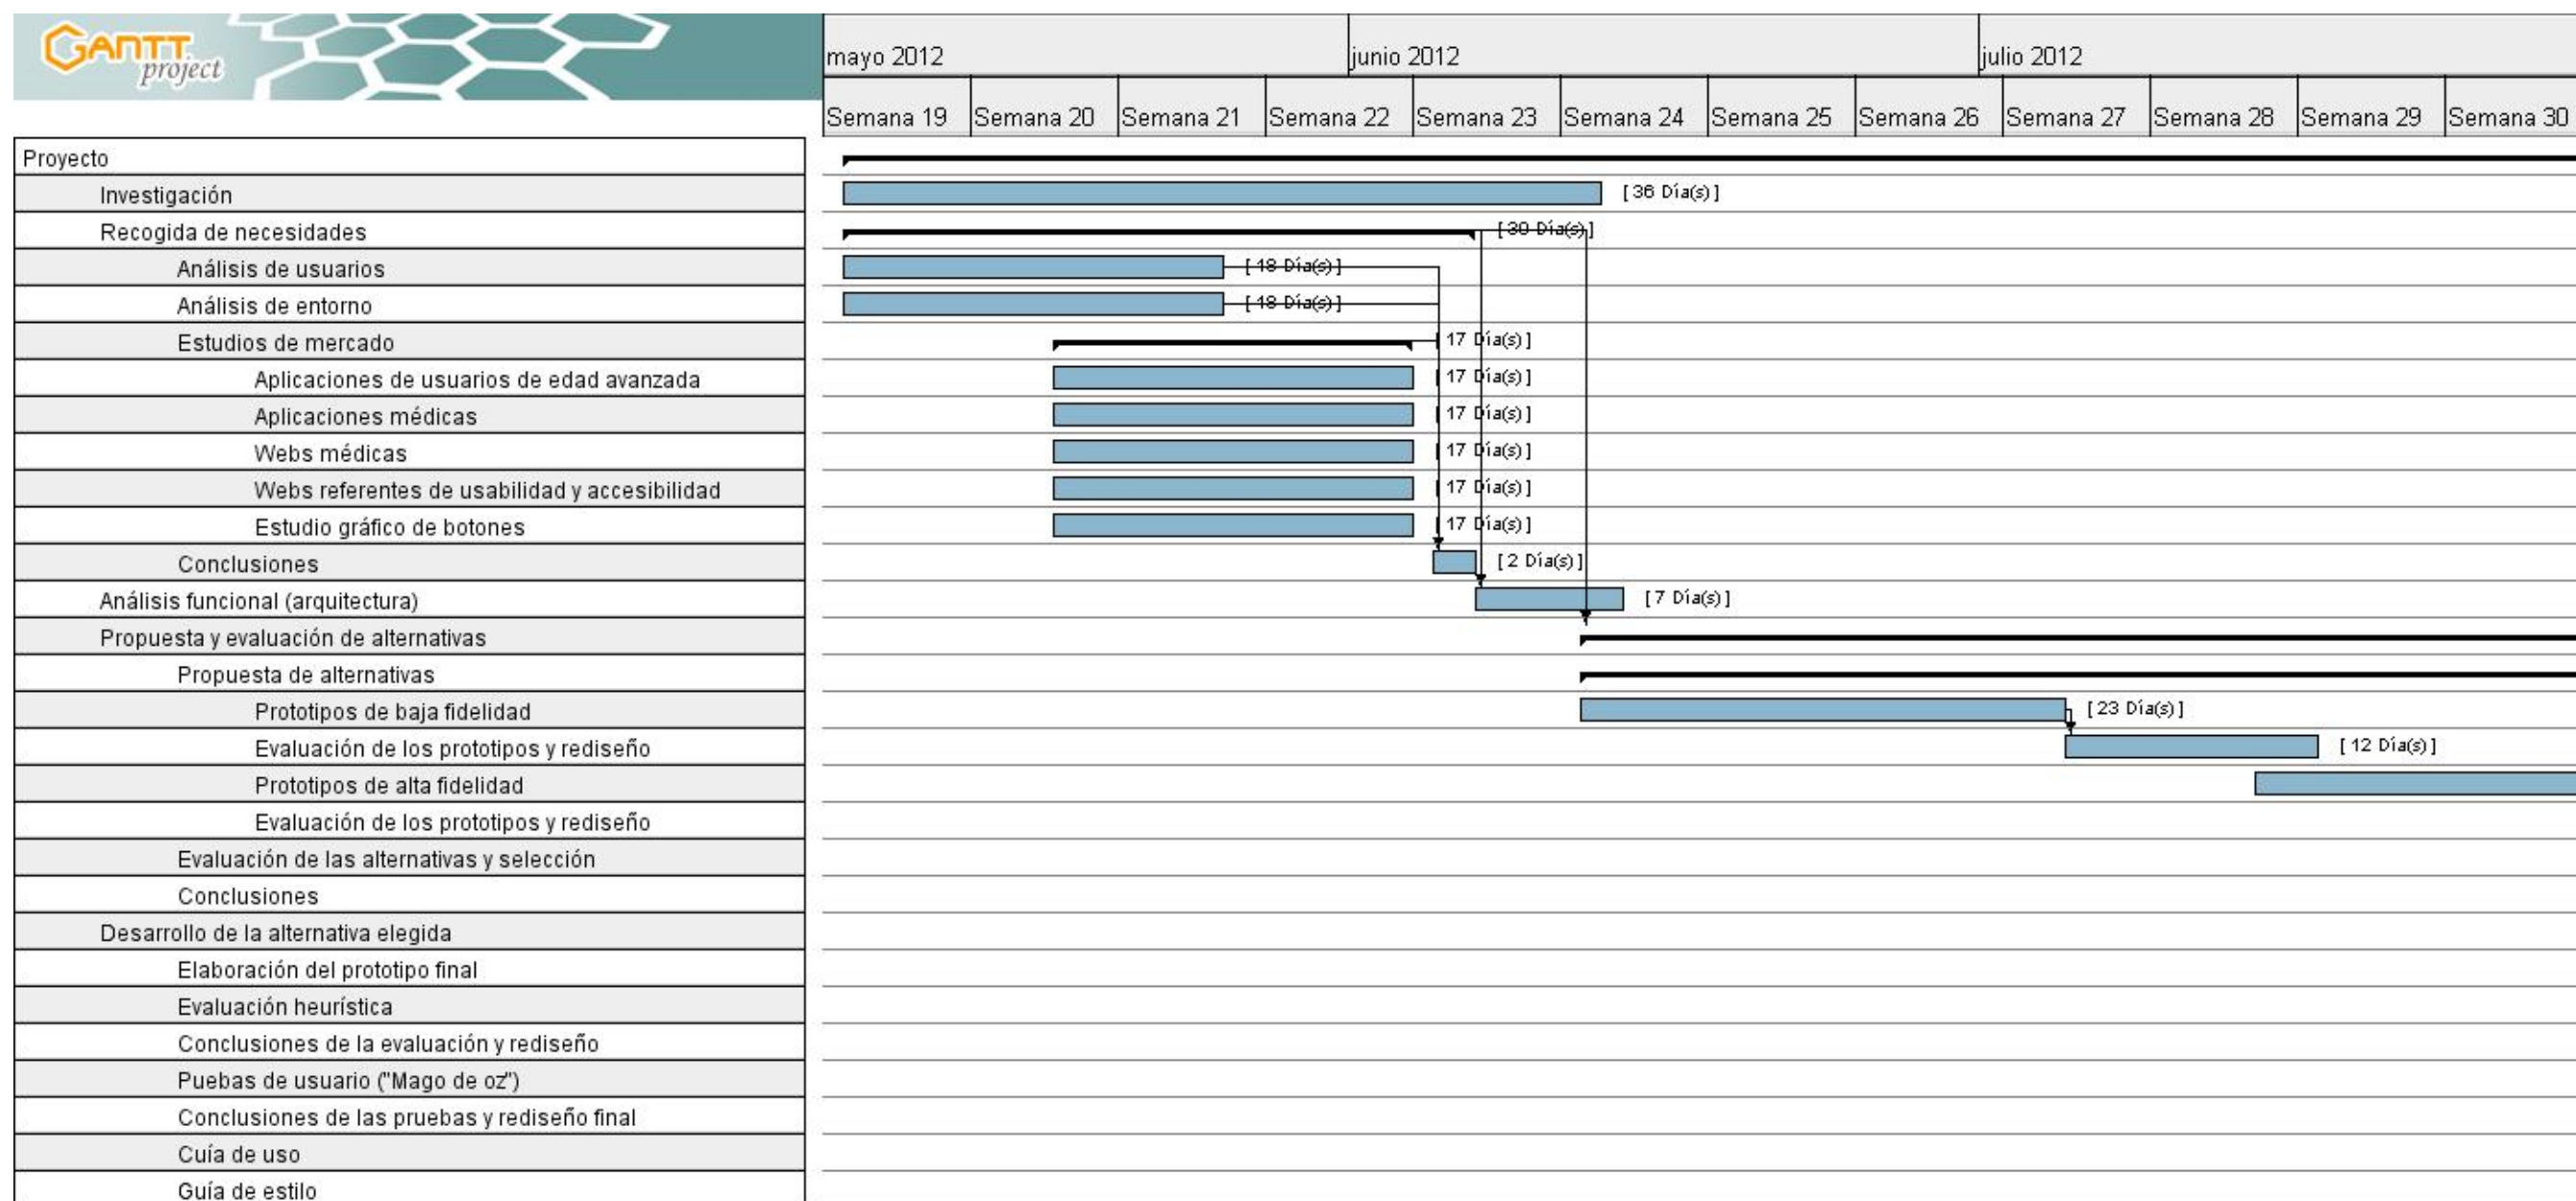 GANTT
project
mayo 2012 junio 2012 julio 2012
Semana 19 Semana 20 Semana 21 Semana 22 Semana 23 Semana 24 Semana 25 Semana 26 Semana 27 Semana 28 Semana 29 Semana 30
Proyecto
Investigación [ 36 Día(s) ]
Recogida de necesidades [ 30 Día(s) ]
Análisis de usuarios [ 18 Día(s) ]
Análisis de entorno [ 18 Día(s) ]
Estudios de mercado [ 17 Día(s) ]
Aplicaciones de usuarios de edad avanzada [ 17 Día(s) ]
Aplicaciones médicas [ 17 Día(s) ]
Webs médicas [ 17 Día(s) ]
Webs referentes de usabilidad y accesibilidad [ 17 Día(s) ]
Estudio gráfico de botones [ 17 Día(s) ]
Conclusiones [ 2 Día(s) ]
Análisis funcional (arquitectura) [ 7 Día(s) ]
Propuesta y evaluación de alternativas
Propuesta de alternativas
Prototipos de baja fidelidad [ 23 Día(s) ]
Evaluación de los prototipos y rediseño [ 12 Día(s) ]
Prototipos de alta fidelidad
Evaluación de los prototipos y rediseño
Evaluación de las alternativas y selección
Conclusiones
Desarrollo de la alternativa elegida
Elaboración del prototipo final
Evaluación heurística
Conclusiones de la evaluación y rediseño
Puebas de usuario ("Mago de oz")
Conclusiones de las pruebas y rediseño final
Cuía de uso
Guía de estilo